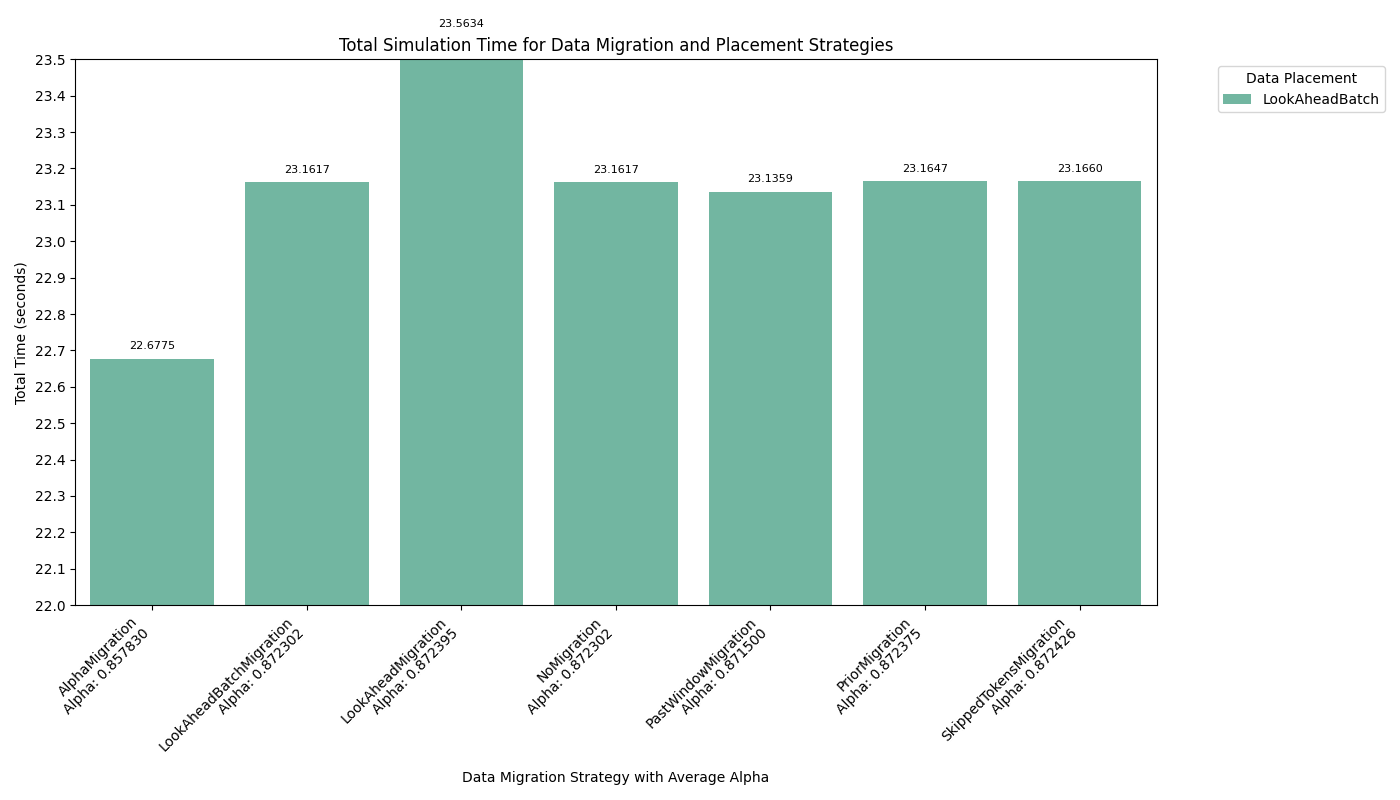 23.5634
Total Simulation Time for Data Migration and Placement Strategies
Data Placement
LookAheadBatch
Total Time (seconds)
23.5
23.4
23.3
23.2
23.1
23.0
22.9
22.8
22.7
22.6
22.5
22.4
22.3
22.2
22.1
22.0
22.6775
23.1617
23.1617
23.1359
23.1647
23.1660
AlphaMigration
Alpha: 0.857830
LookAheadBatchMigration
Alpha: 0.872302
LookAheadMigration
Alpha: 0.872395
NoMigration
Alpha: 0.872302
PastWindowMigration
Alpha: 0.871500
PriorMigration
Alpha: 0.872375
SkippedTokensMigration
Alpha: 0.872426
Data Migration Strategy with Average Alpha